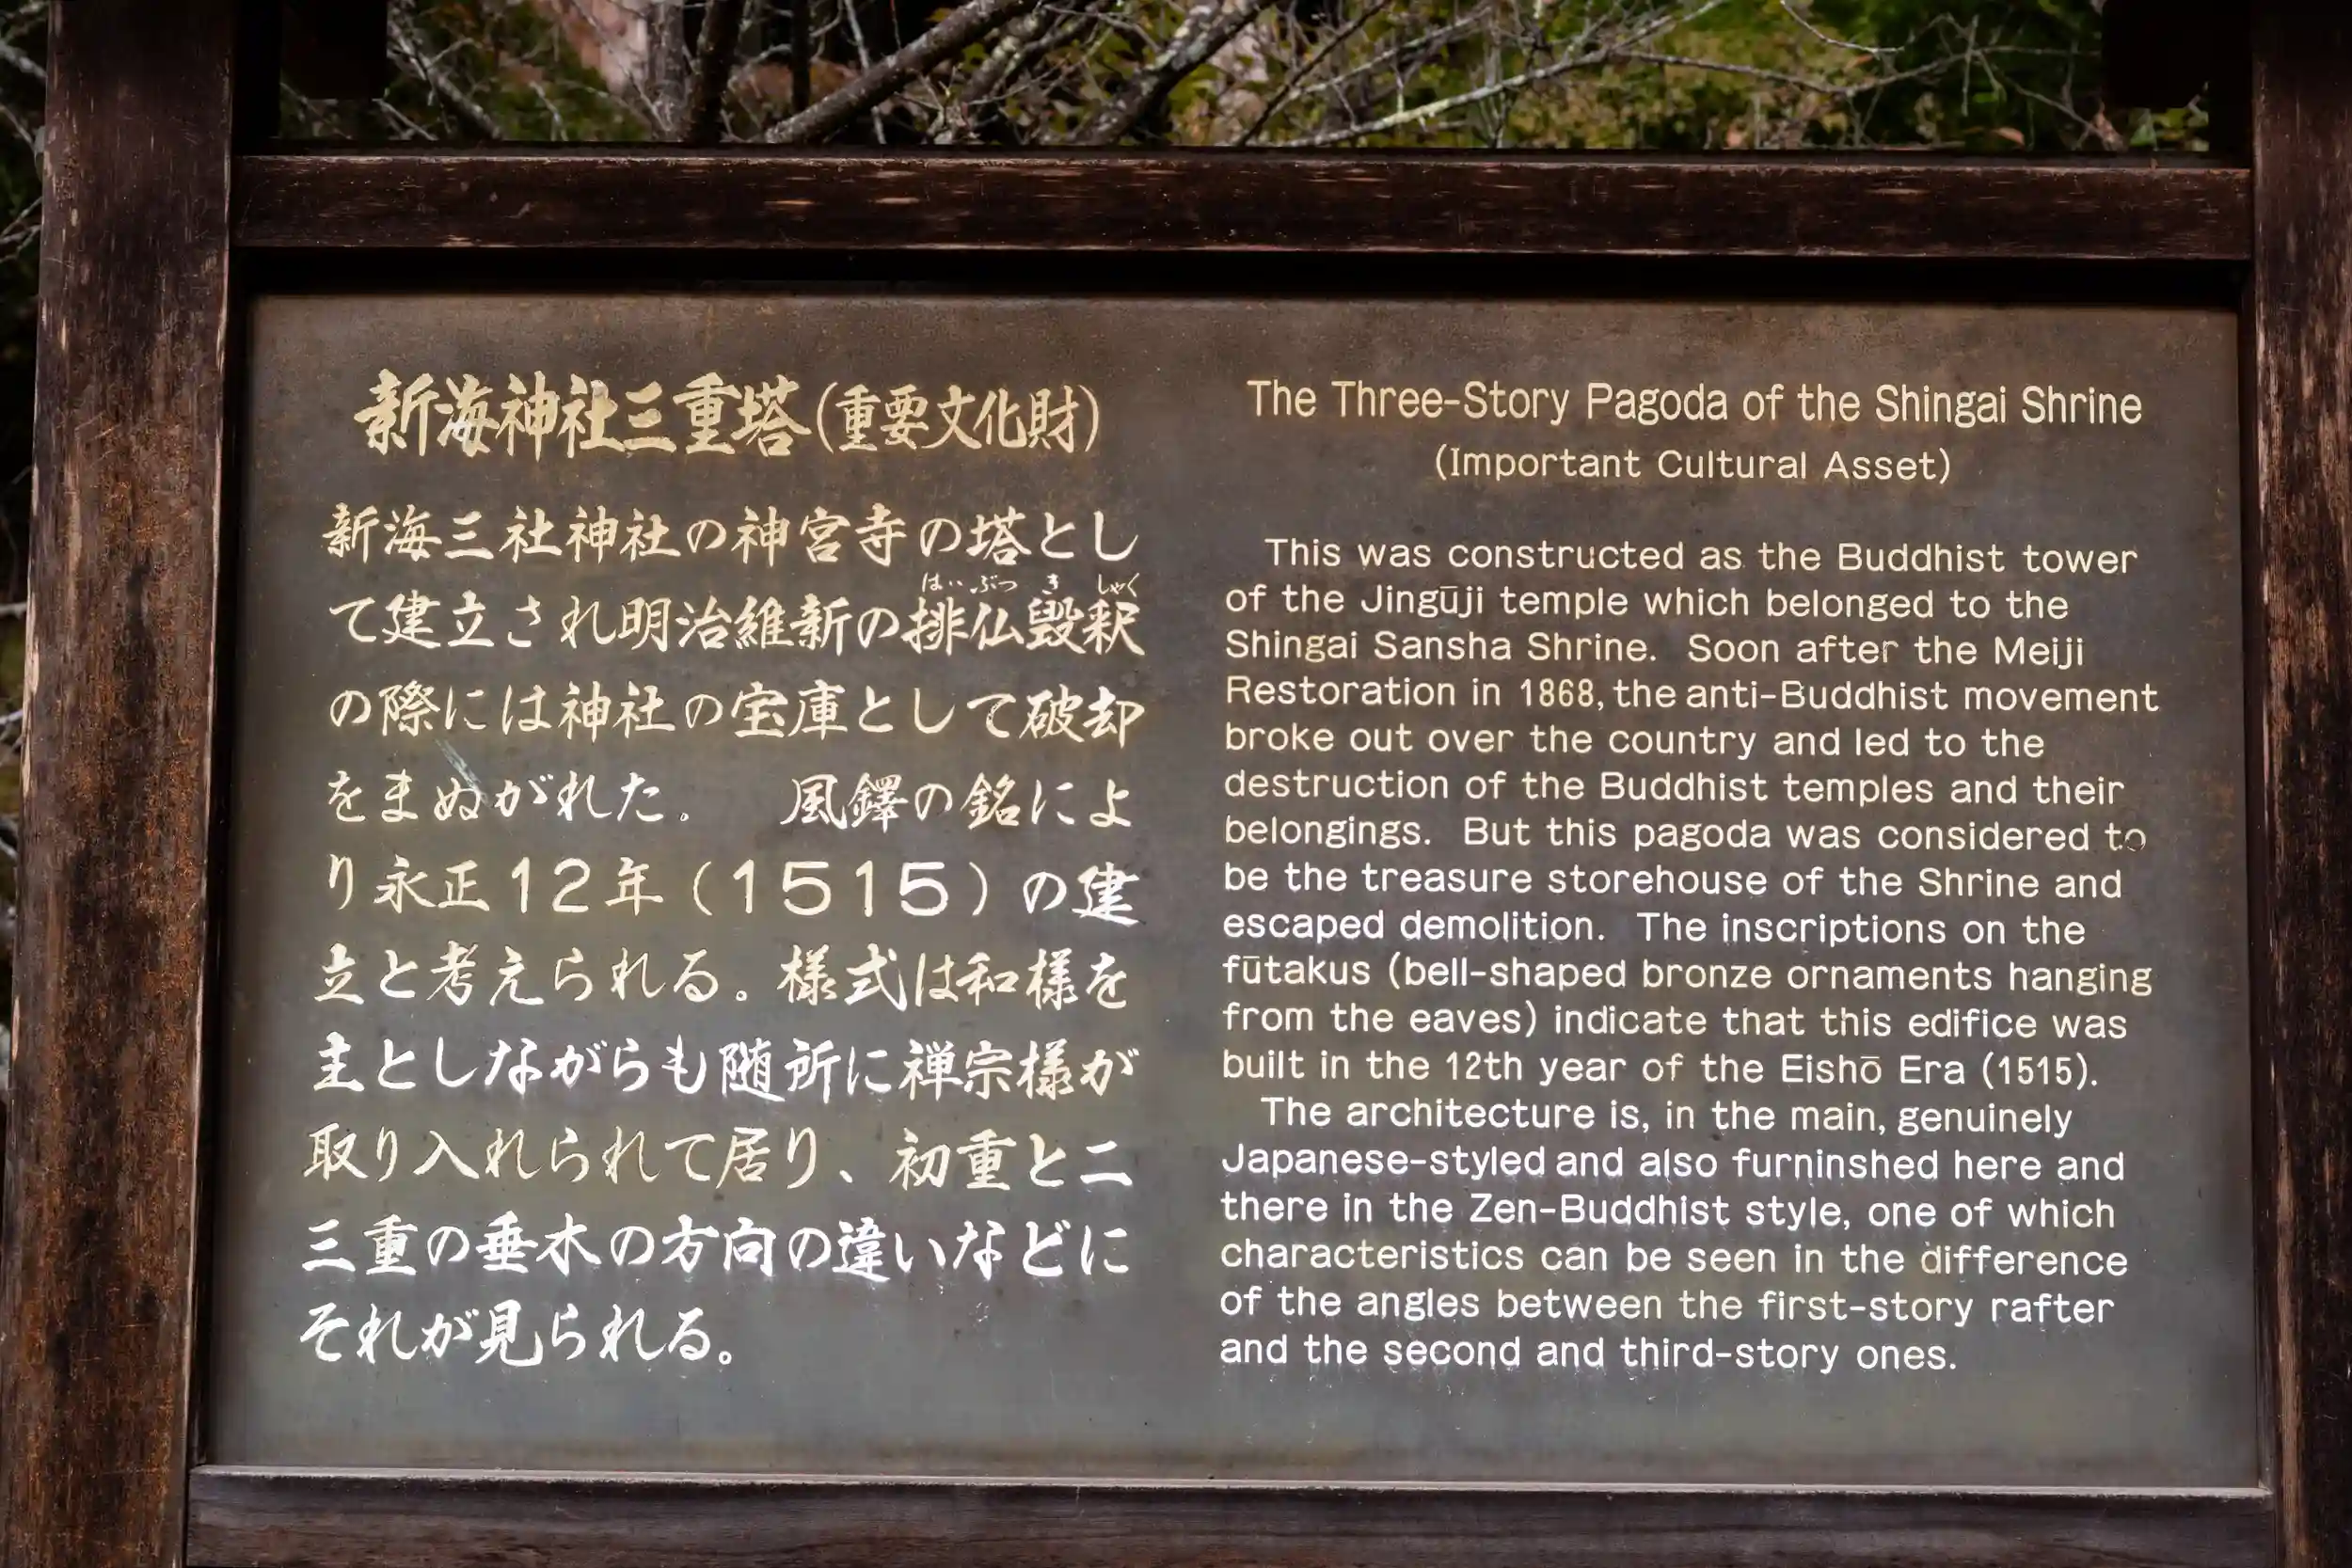 新海神社三重塔(重要文化財)
新海三社神社の神宮寺の塔とし
はいぶつきしゃく
て建立され明治維新の排仏毀釈
の際には神社の宝庫として破却
をまぬがれた。 風鐸の銘によ
り永正12年(1515)の建
立と考えられる。様式は和様を
主としながらも随所に禅宗様が
取り入れられて居り、初重と二
三重の垂木の方向の違いなどに
それが見られる。
The Three-Story Pagoda of the Shingai Shrine
(Important Cultural Asset)
This was constructed as the Buddhist tower
of the Jingūji temple which belonged to the
Shingai Sansha Shrine. Soon after the Meiji
Restoration in 1868, the anti-Buddhist movement
broke out over the country and led to the
destruction of the Buddhist temples and their
belongings. But this pagoda was considered to
be the treasure storehouse of the Shrine and
escaped demolition. The inscriptions on the
fūtakus (bell-shaped bronze ornaments hanging
from the eaves) indicate that this edifice was
built in the 12th year of the Eishō Era (1515).
The architecture is, in the main, genuinely
Japanese-styled and also furninshed here and
there in the Zen-Buddhist style, one of which
characteristics can be seen in the difference
of the angles between the first-story rafter
and the second and third-story ones.